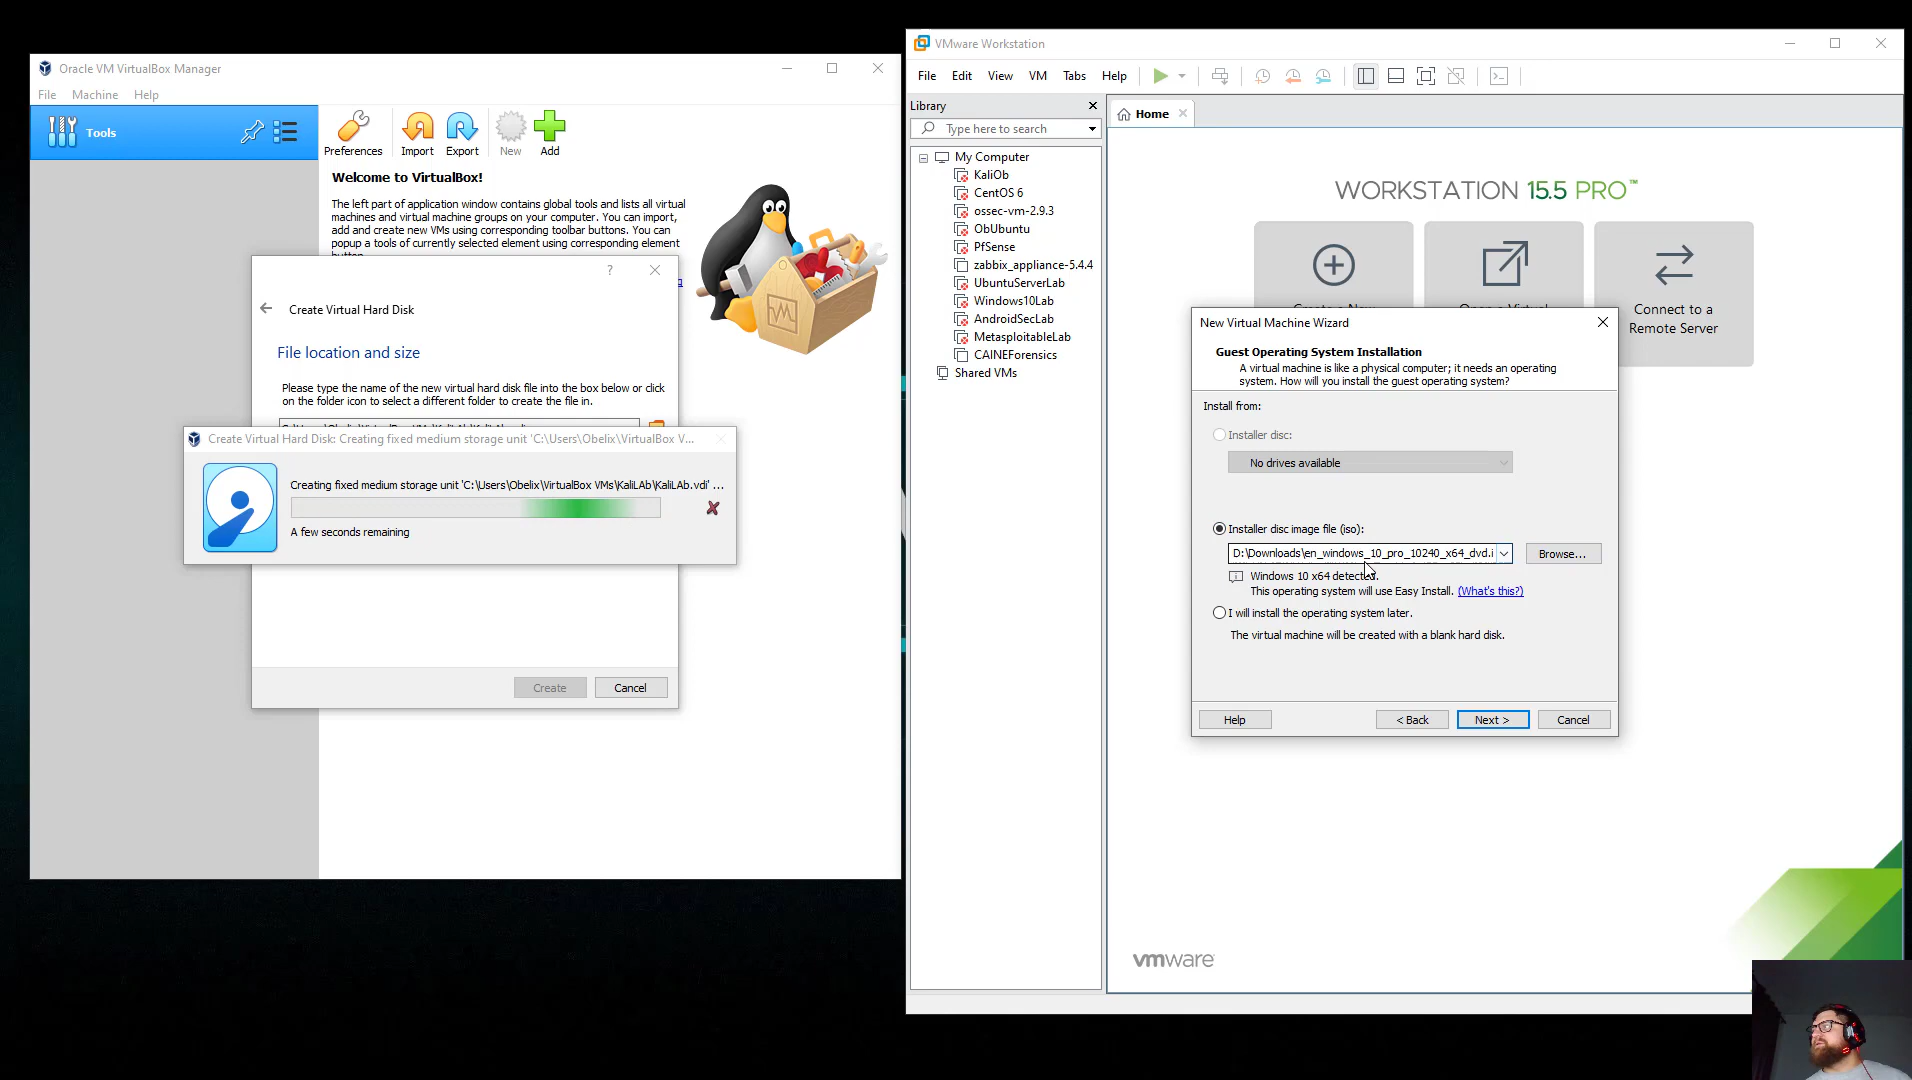 Oracle VM VirtualBox Manager
File Machine Help
Tools
Preferences
Import
Export
New
Add
Welcome to VirtualBox!
The left part of application window contains global tools and lists all virtual
machines and virtual machine groups on your computer. You can import,
add and create new VMs using corresponding toolbar buttons. You can
popup a tools of currently selected element using corresponding element
button.
?
Create Virtual Hard Disk
File location and size
Please type the name of the new virtual hard disk file into the box below or click
on the folder icon to select a different folder to create the file in.
Create Virtual Hard Disk: Creating fixed medium storage unit 'C:\Users\Obelix\VirtualBox V...
Creating fixed medium storage unit 'C:\Users\Obelix\VirtualBox VMs\KaliLAb\KaliLAb.vdi' ...
A few seconds remaining
Create
Cancel
VMware Workstation
File Edit View VM Tabs Help
Library
Type here to search
My Computer
KaliOb
CentOS 6
ossec-vm-2.9.3
ObUbuntu
PfSense
zabbix_appliance-5.4.4
UbuntuServerLab
Windows10Lab
AndroidSecLab
MetasploitableLab
CAINEForensics
Shared VMs
Home
WORKSTATION 15.5 PRO™
Connect to a
Remote Server
New Virtual Machine Wizard
Guest Operating System Installation
A virtual machine is like a physical computer; it needs an operating
system. How will you install the guest operating system?
Install from:
Installer disc:
No drives available
Installer disc image file (iso):
D:\Downloads\en_windows_10_pro_10240_x64_dvd.i
Browse...
Windows 10 x64 detected.
This operating system will use Easy Install. (What's this?)
I will install the operating system later.
The virtual machine will be created with a blank hard disk.
Help
< Back
Next >
Cancel
vmware